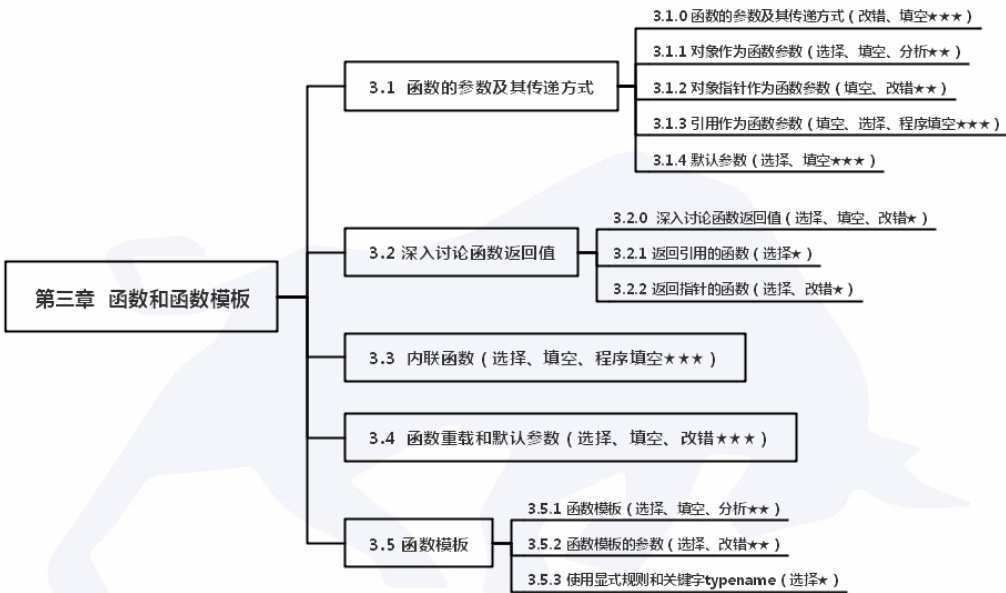 第三章 函数和函数模板
3.1 函数的参数及其传递方式
3.1.0 函数的参数及其传递方式（改错、填空★★★）
3.1.1 对象作为函数参数（选择、填空、分析★★）
3.1.2 对象指针作为函数参数（填空、改错★★）
3.1.3 引用作为函数参数（填空、选择、程序填空★★★）
3.1.4 默认参数（选择、填空★★★）
3.2 深入讨论函数返回值
3.2.0 深入讨论函数返回值（选择、填空、改错★）
3.2.1 返回引用的函数（选择★）
3.2.2 返回指针的函数（选择、改错★）
3.3 内联函数（选择、填空、程序填空★★★）
3.4 函数重载和默认参数（选择、填空、改错★★★）
3.5 函数模板
3.5.1 函数模板（选择、填空、分析★★）
3.5.2 函数模板的参数（选择、改错★★）
3.5.3 使用显式规则和关键字typename（选择★）